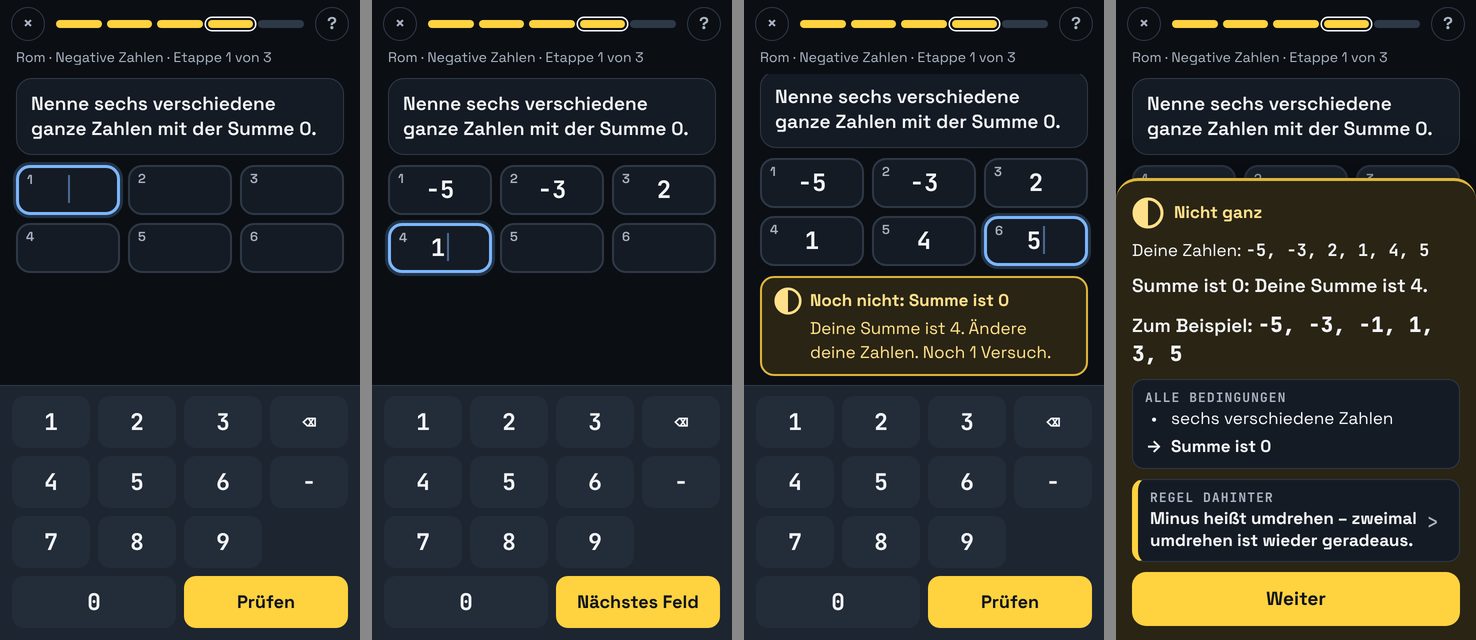 × ?
Rom · Negative Zahlen · Etappe 1 von 3
Nenne sechs verschiedene
ganze Zahlen mit der Summe 0.
1 2 3
4 5 6
1 2 3 ⌫
4 5 6 -
7 8 9
0 Prüfen
× ?
Rom · Negative Zahlen · Etappe 1 von 3
Nenne sechs verschiedene
ganze Zahlen mit der Summe 0.
1 -5 2 -3 3 2
4 1 5 6
1 2 3 ⌫
4 5 6 -
7 8 9
0 Nächstes Feld
× ?
Rom · Negative Zahlen · Etappe 1 von 3
Nenne sechs verschiedene
ganze Zahlen mit der Summe 0.
1 -5 2 -3 3 2
4 1 5 4 6 5
Noch nicht: Summe ist 0
Deine Summe ist 4. Ändere
deine Zahlen. Noch 1 Versuch.
1 2 3 ⌫
4 5 6 -
7 8 9
0 Prüfen
× ?
Rom · Negative Zahlen · Etappe 1 von 3
Nenne sechs verschiedene
ganze Zahlen mit der Summe 0.
Nicht ganz
Deine Zahlen: -5, -3, 2, 1, 4, 5
Summe ist 0: Deine Summe ist 4.
Zum Beispiel: -5, -3, -1, 1,
3, 5
ALLE BEDINGUNGEN
• sechs verschiedene Zahlen
→ Summe ist 0
REGEL DAHINTER
Minus heißt umdrehen – zweimal >
umdrehen ist wieder geradeaus.
Weiter